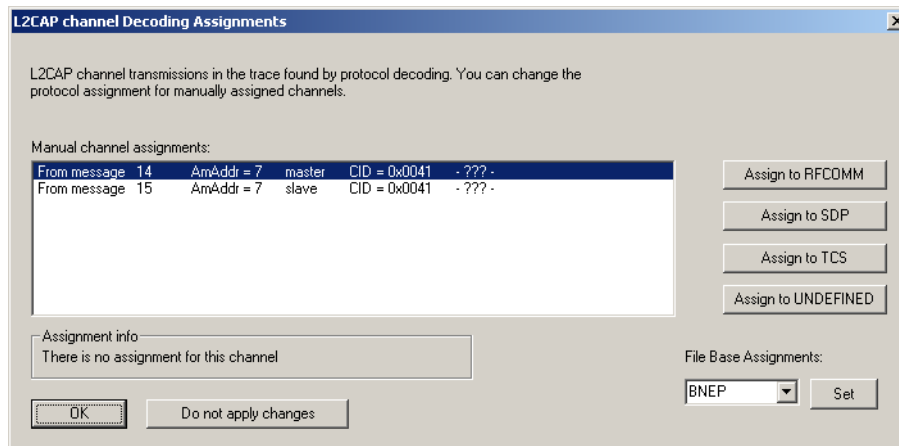 L2CAP channel Decoding Assignments
L2CAP channel transmissions in the trace found by protocol decoding. You can change the
protocol assignment for manually assigned channels.
Manual channel assignments:
From message 14 AmAddr = 7 master CID = 0x0041 - ??? -
From message 15 AmAddr = 7 slave CID = 0x0041 - ??? -
Assign to RFCOMM
Assign to SDP
Assign to TCS
Assign to UNDEFINED
Assignment info
There is no assignment for this channel
File Base Assignments:
BNEP
Set
OK
Do not apply changes